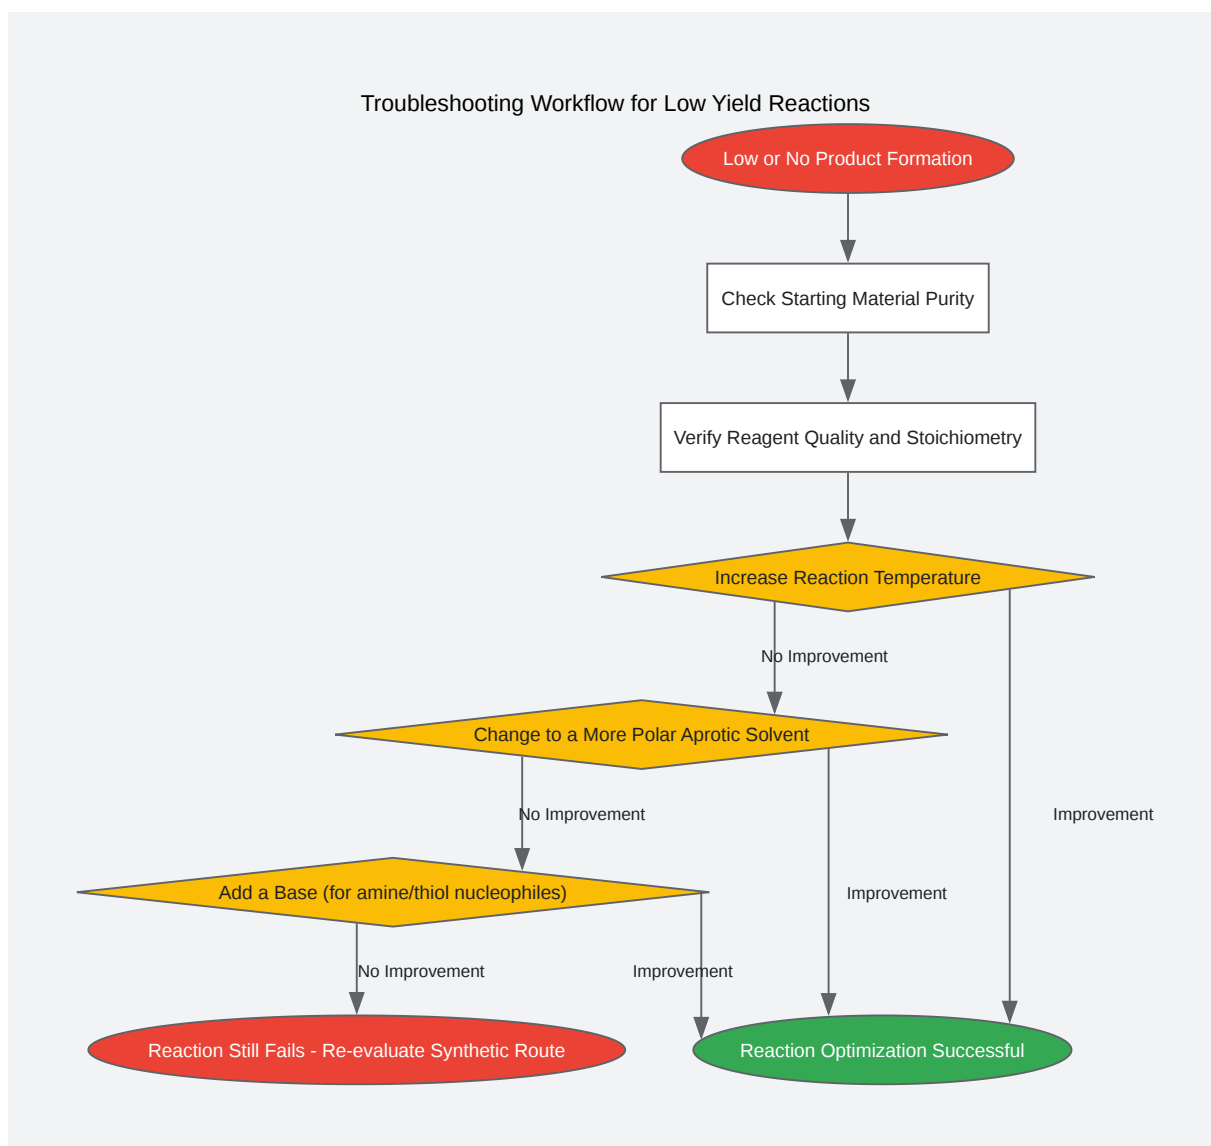 Troubleshooting Workflow for Low Yield Reactions
Low or No Product Formation
Check Starting Material Purity
Verify Reagent Quality and Stoichiometry
Increase Reaction Temperature
No Improvement
Change to a More Polar Aprotic Solvent
No Improvement
Improvement
Add a Base (for amine/thiol nucleophiles)
Improvement
No Improvement
Improvement
Reaction Still Fails - Re-evaluate Synthetic Route
Reaction Optimization Successful